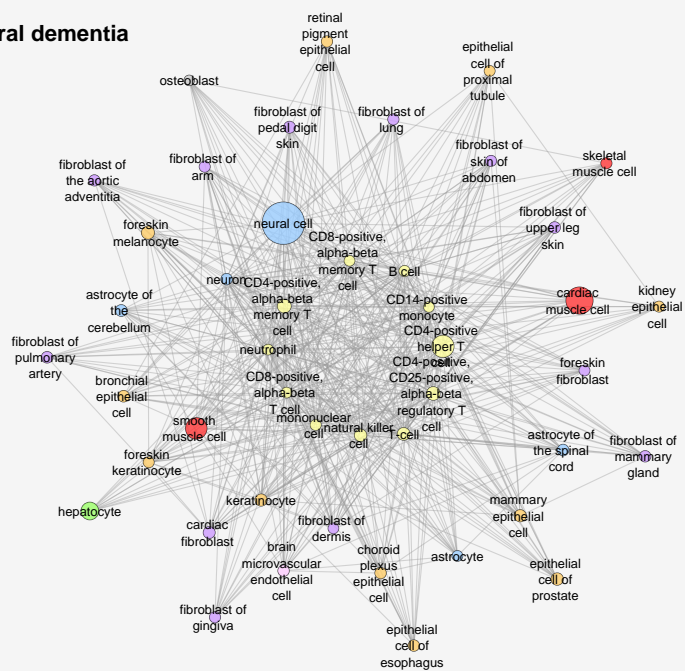 ral dementia
retinal
pigment
epithelial
cell
epithelial
cell of
proximal
tubule
osteoblast
fibroblast of
pedal digit
skin
fibroblast of
lung
fibroblast of
arm
fibroblast of
skin of
abdomen
skeletal
muscle cell
fibroblast of
the aortic
adventitia
foreskin
melanocyte
neural cell
fibroblast of
upper leg
skin
CD8-positive,
alpha-beta
memory T
cell
B cell
neuron
CD4-positive,
alpha-beta
memory T
cell
CD14-positive
monocyte
cardiac
muscle cell
kidney
epithelial
cell
astrocyte of
the
cerebellum
CD4-positive
helper T
cell
neutrophil
fibroblast of
pulmonary
artery
CD4-positive,
CD25-positive,
alpha-beta
regulatory T
cell
foreskin
fibroblast
bronchial
epithelial
cell
CD8-positive,
alpha-beta
T cell
mononuclear
cell
natural killer
cell
T-cell
smooth
muscle cell
astrocyte of
the spinal
cord
fibroblast of
mammary
gland
foreskin
keratinocyte
hepatocyte
keratinocyte
mammary
epithelial
cell
cardiac
fibroblast
fibroblast of
dermis
brain
microvascular
endothelial
cell
choroid
plexus
epithelial
cell
astrocyte
epithelial
cell of
prostate
fibroblast of
gingiva
epithelial
cell of
esophagus